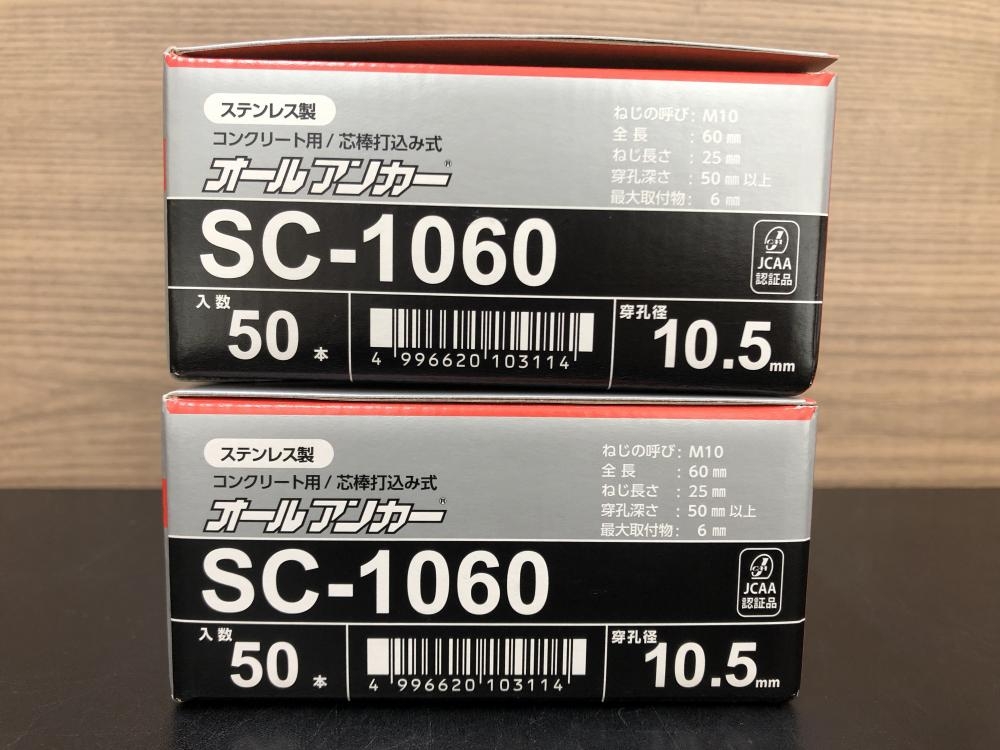 ステンレス製
コンクリート用/芯棒打込み式
オールアンカー®
ねじの呼び: M10
全長 : 60㎜
ねじ長さ : 25㎜
穿孔深さ : 50㎜以上
最大取付物: 6㎜
SC-1060
JCAA
認証品
入数
50本
4 996620 103114
穿孔径
10.5mm
ステンレス製
コンクリート用/芯棒打込み式
オールアンカー®
ねじの呼び: M10
全長 : 60㎜
ねじ長さ : 25㎜
穿孔深さ : 50㎜以上
最大取付物: 6㎜
SC-1060
JCAA
認証品
入数
50本
4 996620 103114
穿孔径
10.5mm